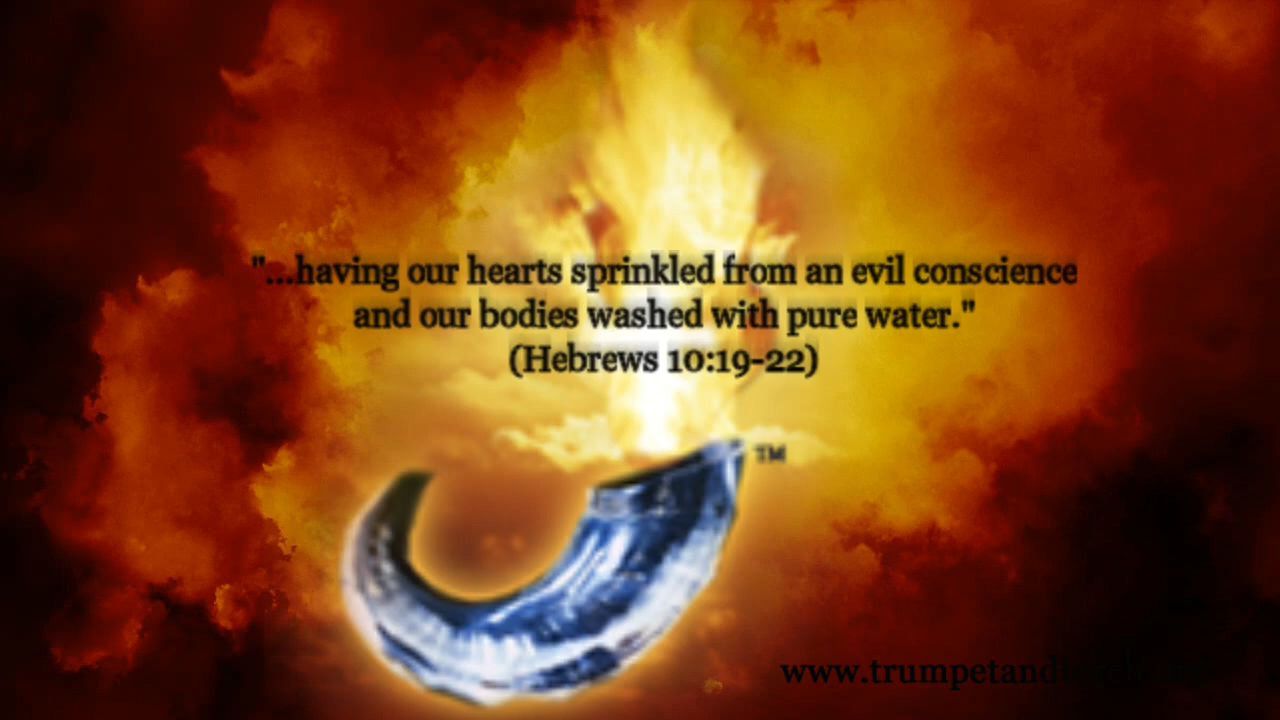 "...having our hearts sprinkled from an evil conscience
and our bodies washed with pure water."
(Hebrews 10:19-22)
TM